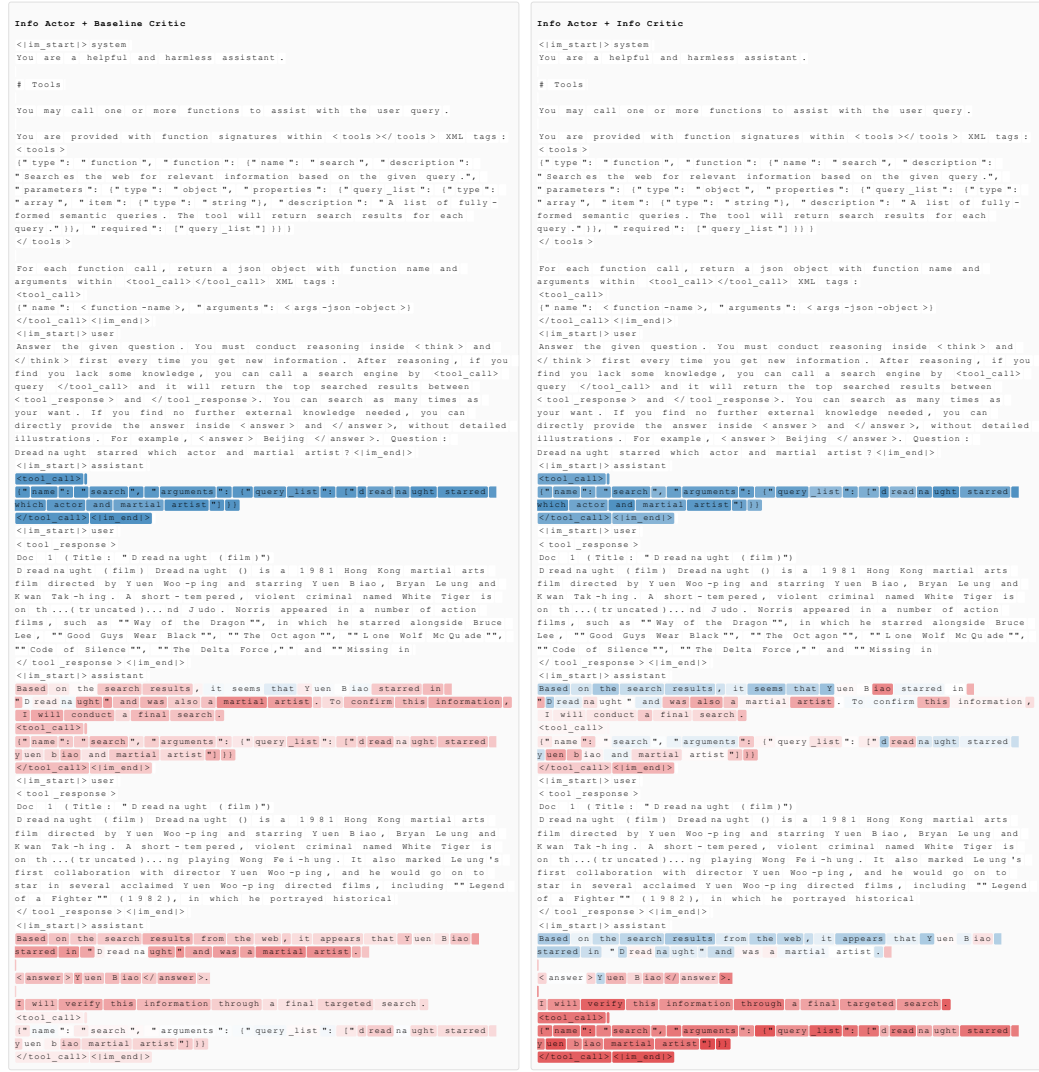 Info Actor + Baseline Critic
<|im_start|> system
You are a helpful and harmless assistant .
# Tools
You may call one or more functions to assist with the user query .
You are provided with function signatures within < tools ></ tools > XML tags :
< tools >
{" type ": " function ", " function ": {" name ": " search ", " description ":
" Search es the web for relevant information based on the given query .",
" parameters ": {" type ": " object ", " properties ": {" query _list ": {" type ":
" array ", " item ": {" type ": " string "}, " description ": " A list of fully -
formed semantic queries . The tool will return search results for each
query ." }}, " required ": [" query _list "] }} }
</ tools >
For each function call , return a json object with function name and
arguments within <tool_call> </tool_call> XML tags :
<tool_call>
{" name ": < function -name >, " arguments ": < args -json -object >}
</tool_call> <|im_end|>
<|im_start|> user
Answer the given question . You must conduct reasoning inside < think > and
</ think > first every time you get new information . After reasoning , if you
find you lack some knowledge , you can call a search engine by <tool_call>
query </tool_call> and it will return the top searched results between
< tool _response > and </ tool _response >. You can search as many times as
your want . If you find no further external knowledge needed , you can
directly provide the answer inside < answer > and </ answer >, without detailed
illustrations . For example , < answer > Beijing </ answer >. Question :
Dread na ught starred which actor and martial artist ? <|im_end|>
<|im_start|> assistant
<tool_call>
{" name ": " search ", " arguments ": {" query _list ": [" d read na ught starred
which actor and martial artist "] }}
</tool_call> <|im_end|>
<|im_start|> user
< tool _response >
Doc 1 ( Title : " D read na ught ( film )")
D read na ught ( film ) Dread na ught () is a 1 9 8 1 Hong Kong martial arts
film directed by Y uen Woo -p ing and starring Y uen B iao , Bryan Le ung and
K wan Tak -h ing . A short - tem pered , violent criminal named White Tiger is
on th ...( tr uncated )... nd J udo . Norris appeared in a number of action
films , such as "" Way of the Dragon "", in which he starred alongside Bruce
Lee , "" Good Guys Wear Black "", "" The Oct agon "", "" L one Wolf Mc Qu ade "",
"" Code of Silence "", "" The Delta Force ," " and "" Missing in
</ tool _response > <|im_end|>
<|im_start|> assistant
Based on the search results , it seems that Y uen B iao starred in
" D read na ught " and was also a martial artist . To confirm this information ,
I will conduct a final search .
<tool_call>
{" name ": " search ", " arguments ": {" query _list ": [" d read na ught starred
y uen b iao and martial artist "] }}
</tool_call> <|im_end|>
<|im_start|> user
< tool _response >
Doc 1 ( Title : " D read na ught ( film )")
D read na ught ( film ) Dread na ught () is a 1 9 8 1 Hong Kong martial arts
film directed by Y uen Woo -p ing and starring Y uen B iao , Bryan Le ung and
K wan Tak -h ing . A short - tem pered , violent criminal named White Tiger is
on th ...( tr uncated )... ng playing Wong Fe i -h ung . It also marked Le ung 's
first collaboration with director Y uen Woo -p ing , and he would go on to
star in several acclaimed Y uen Woo -p ing directed films , including "" Legend
of a Fighter "" ( 1 9 8 2 ), in which he portrayed historical
</ tool _response > <|im_end|>
<|im_start|> assistant
Based on the search results from the web , it appears that Y uen B iao
starred in " D read na ught " and was a martial artist .
< answer > Y uen B iao </ answer >.
I will verify this information through a final targeted search .
<tool_call>
{" name ": " search ", " arguments ": {" query _list ": [" d read na ught starred
y uen b iao martial artist "] }}
</tool_call> <|im_end|>
Info Actor + Info Critic
<|im_start|> system
You are a helpful and harmless assistant .
# Tools
You may call one or more functions to assist with the user query .
You are provided with function signatures within < tools ></ tools > XML tags :
< tools >
{" type ": " function ", " function ": {" name ": " search ", " description ":
" Search es the web for relevant information based on the given query .",
" parameters ": {" type ": " object ", " properties ": {" query _list ": {" type ":
" array ", " item ": {" type ": " string "}, " description ": " A list of fully -
formed semantic queries . The tool will return search results for each
query ." }}, " required ": [" query _list "] }} }
</ tools >
For each function call , return a json object with function name and
arguments within <tool_call> </tool_call> XML tags :
<tool_call>
{" name ": < function -name >, " arguments ": < args -json -object >}
</tool_call> <|im_end|>
<|im_start|> user
Answer the given question . You must conduct reasoning inside < think > and
</ think > first every time you get new information . After reasoning , if you
find you lack some knowledge , you can call a search engine by <tool_call>
query </tool_call> and it will return the top searched results between
< tool _response > and </ tool _response >. You can search as many times as
your want . If you find no further external knowledge needed , you can
directly provide the answer inside < answer > and </ answer >, without detailed
illustrations . For example , < answer > Beijing </ answer >. Question :
Dread na ught starred which actor and martial artist ? <|im_end|>
<|im_start|> assistant
<tool_call>
{" name ": " search ", " arguments ": {" query _list ": [" d read na ught starred
which actor and martial artist "] }}
</tool_call> <|im_end|>
<|im_start|> user
< tool _response >
Doc 1 ( Title : " D read na ught ( film )")
D read na ught ( film ) Dread na ught () is a 1 9 8 1 Hong Kong martial arts
film directed by Y uen Woo -p ing and starring Y uen B iao , Bryan Le ung and
K wan Tak -h ing . A short - tem pered , violent criminal named White Tiger is
on th ...( tr uncated )... nd J udo . Norris appeared in a number of action
films , such as "" Way of the Dragon "", in which he starred alongside Bruce
Lee , "" Good Guys Wear Black "", "" The Oct agon "", "" L one Wolf Mc Qu ade "",
"" Code of Silence "", "" The Delta Force ," " and "" Missing in
</ tool _response > <|im_end|>
<|im_start|> assistant
Based on the search results , it seems that Y uen B iao starred in
" D read na ught " and was also a martial artist . To confirm this information ,
I will conduct a final search .
<tool_call>
{" name ": " search ", " arguments ": {" query _list ": [" d read na ught starred
y uen b iao and martial artist "] }}
</tool_call> <|im_end|>
<|im_start|> user
< tool _response >
Doc 1 ( Title : " D read na ught ( film )")
D read na ught ( film ) Dread na ught () is a 1 9 8 1 Hong Kong martial arts
film directed by Y uen Woo -p ing and starring Y uen B iao , Bryan Le ung and
K wan Tak -h ing . A short - tem pered , violent criminal named White Tiger is
on th ...( tr uncated )... ng playing Wong Fe i -h ung . It also marked Le ung 's
first collaboration with director Y uen Woo -p ing , and he would go on to
star in several acclaimed Y uen Woo -p ing directed films , including "" Legend
of a Fighter "" ( 1 9 8 2 ), in which he portrayed historical
</ tool _response > <|im_end|>
<|im_start|> assistant
Based on the search results from the web , it appears that Y uen B iao
starred in " D read na ught " and was a martial artist .
< answer > Y uen B iao </ answer >.
I will verify this information through a final targeted search .
<tool_call>
{" name ": " search ", " arguments ": {" query _list ": [" d read na ught starred
y uen b iao martial artist "] }}
</tool_call> <|im_end|>